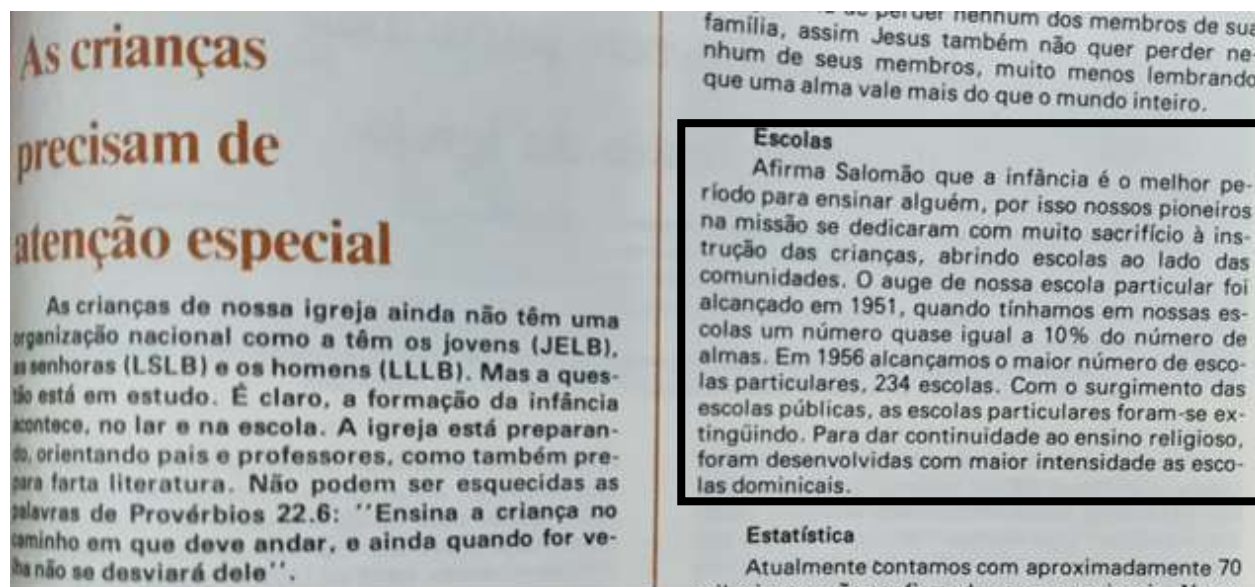 As crianças
precisam de
atenção especial
As crianças de nossa igreja ainda não têm uma
organização nacional como a têm os jovens (JELB),
as senhoras (LSLB) e os homens (LLLB). Mas a ques-
tão está em estudo. É claro, a formação da infância
acontece, no lar e na escola. A igreja está preparan-
do, orientando pais e professores, como também pre-
para farta literatura. Não podem ser esquecidas as
palavras de Provérbios 22.6: ''Ensina a criança no
caminho em que deve andar, e ainda quando for ve-
lha não se desviará dele''.
perder nenhum dos membros de sua
família, assim Jesus também não quer perder ne-
nhum de seus membros, muito menos lembrando
que uma alma vale mais do que o mundo inteiro.
Escolas
Afirma Salomão que a infância é o melhor pe-
ríodo para ensinar alguém, por isso nossos pioneiros
na missão se dedicaram com muito sacrifício à ins-
trução das crianças, abrindo escolas ao lado das
comunidades. O auge de nossa escola particular foi
alcançado em 1951, quando tínhamos em nossas es-
colas um número quase igual a 10% do número de
almas. Em 1956 alcançamos o maior número de esco-
las particulares, 234 escolas. Com o surgimento das
escolas públicas, as escolas particulares foram-se ex-
tingüindo. Para dar continuidade ao ensino religioso,
foram desenvolvidas com maior intensidade as esco-
las dominicais.
Estatística
Atualmente contamos com aproximadamente 70